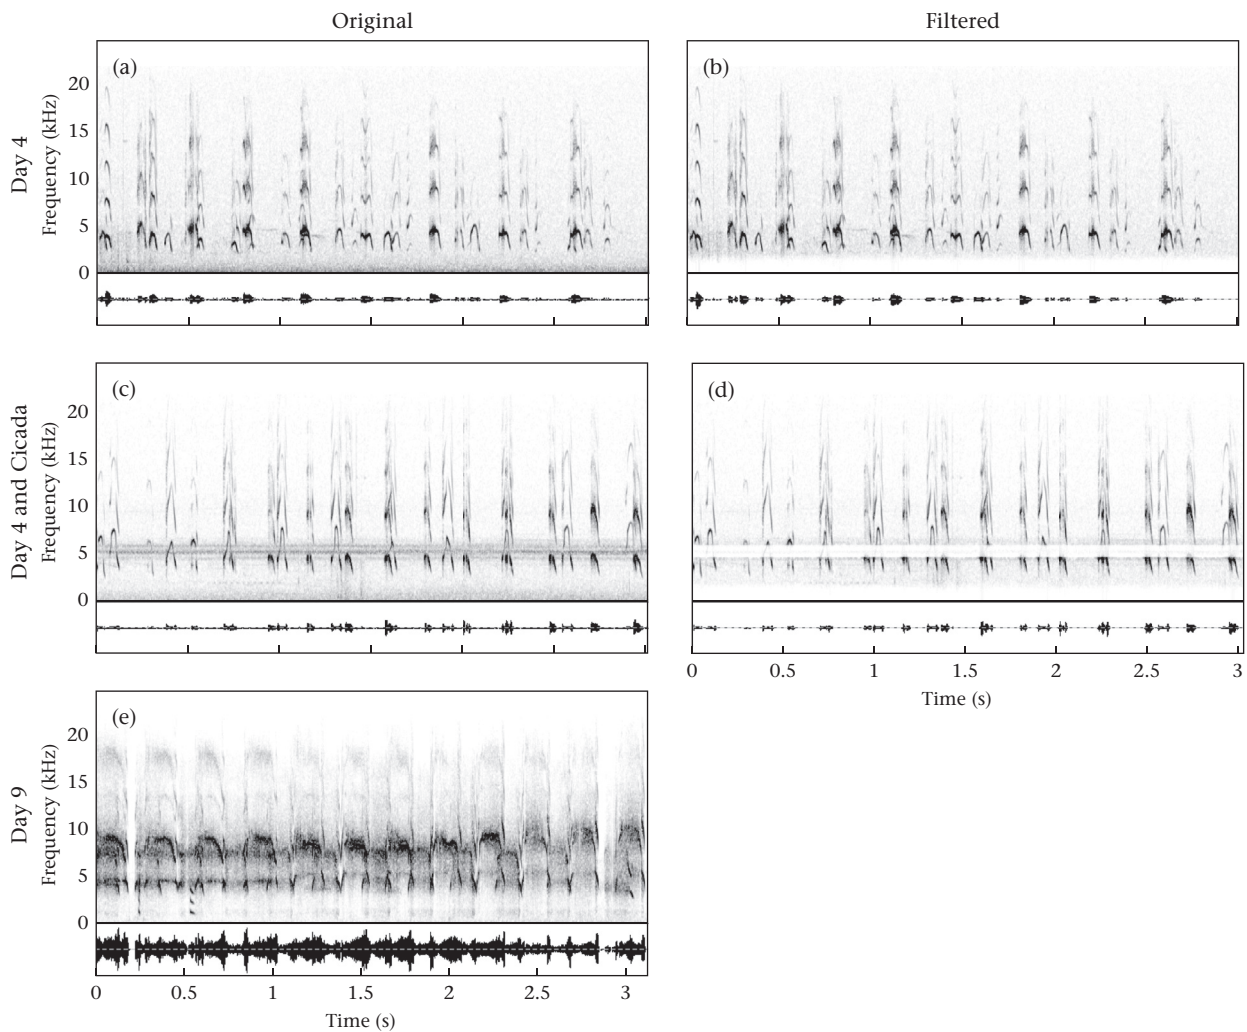 Original
Filtered
Day 4
Frequency (kHz)
(a)
20
15
10
5
0
(b)
Day 4 and Cicada
Frequency (kHz)
(c)
20
15
10
5
0
(d)
0 0.5 1 1.5 2 2.5 3
Time (s)
Day 9
Frequency (kHz)
(e)
20
15
10
5
0
0 0.5 1 1.5 2 2.5 3
Time (s)